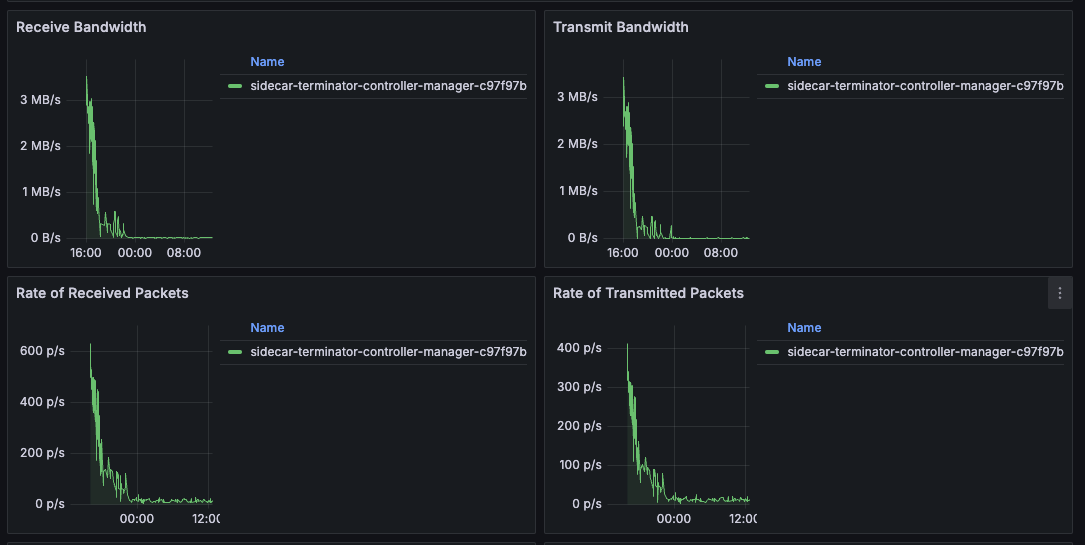 Receive Bandwidth
Name
sidecar-terminator-controller-manager-c97f97b
3 MB/s
2 MB/s
1 MB/s
0 B/s
16:00 00:00 08:00
Transmit Bandwidth
Name
sidecar-terminator-controller-manager-c97f97b
3 MB/s
2 MB/s
1 MB/s
0 B/s
16:00 00:00 08:00
Rate of Received Packets
Name
sidecar-terminator-controller-manager-c97f97b
600 p/s
400 p/s
200 p/s
0 p/s
00:00 12:00
Rate of Transmitted Packets
Name
sidecar-terminator-controller-manager-c97f97b
400 p/s
300 p/s
200 p/s
100 p/s
0 p/s
00:00 12:00